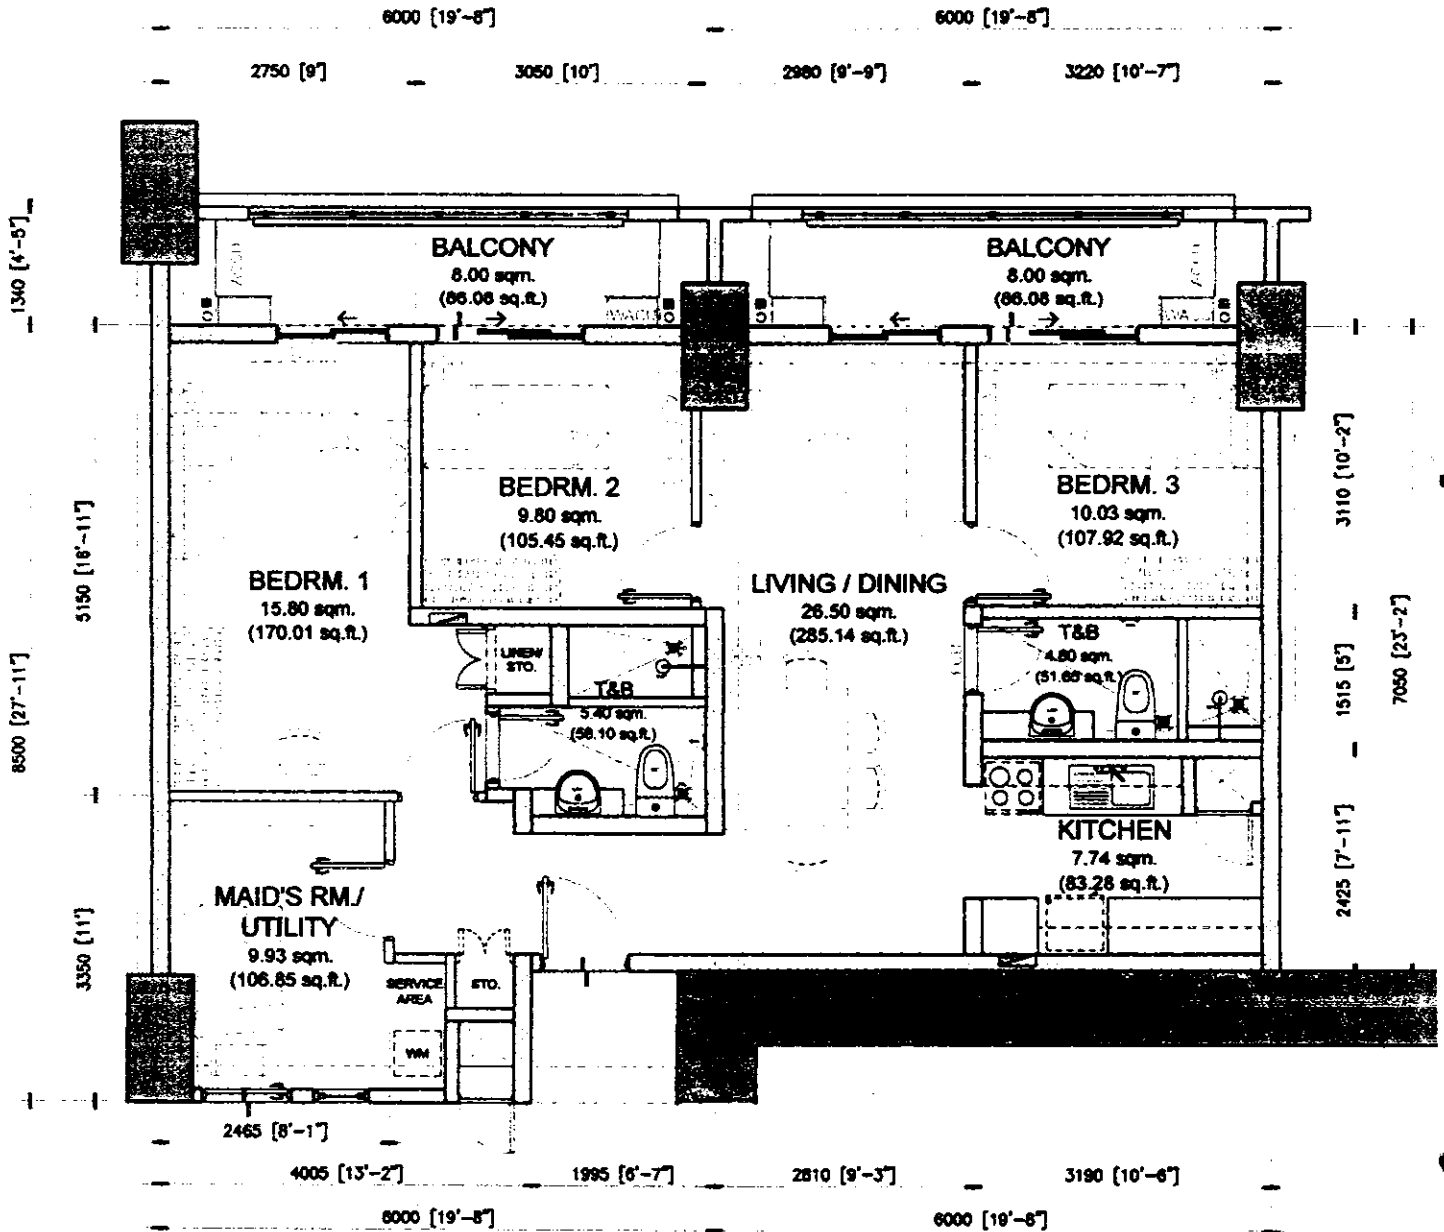 6000 [19'-8"]
6000 [19'-8"]
2750 [9']
3050 [10']
2980 [9'-9"]
3220 [10'-7"]
1340 [4'-5"]
BALCONY
8.00 sqm.
(86.08 sq.ft.)
BALCONY
8.00 sqm.
(86.08 sq.ft.)
ACCU
WACCU
ACCU
5150 [16'-11"]
8500 [27'-11"]
3350 [11']
BEDRM. 2
9.80 sqm.
(105.45 sq.ft.)
BEDRM. 3
10.03 sqm.
(107.92 sq.ft.)
3110 [10'-2"]
BEDRM. 1
15.80 sqm.
(170.01 sq.ft.)
LIVING / DINING
26.50 sqm.
(285.14 sq.ft.)
LINEN/
STO.
T&B
5.40 sqm.
(58.10 sq.ft.)
T&B
4.80 sqm.
(51.65 sq.ft.)
1515 [5']
7050 [23'-2"]
KITCHEN
7.74 sqm.
(83.28 sq.ft.)
2425 [7'-11"]
MAID'S RM./
UTILITY
9.93 sqm.
(106.85 sq.ft.)
SERVICE
AREA
STO.
WM
2465 [8'-1"]
4005 [13'-2"]
1995 [6'-7"]
2810 [9'-3"]
3190 [10'-6"]
6000 [19'-8"]
6000 [19'-8"]